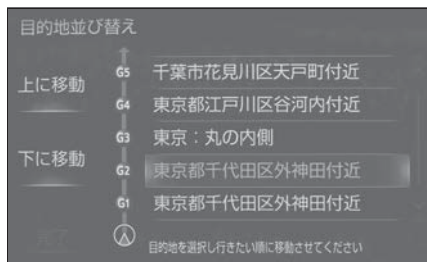 目的地並び替え
上に移動
下に移動
G5 千葉市花見川区天戸町付近
G4 東京都江戸川区谷河内付近
G3 東京：丸の内側
G2 東京都千代田区外神田付近
G1 東京都千代田区外神田付近
完了
目的地を選択し行きたい順に移動させてください